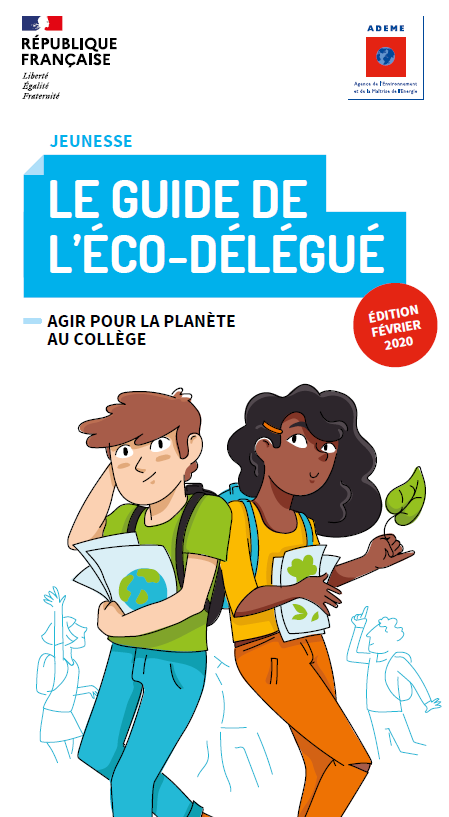 RÉPUBLIQUE
FRANÇAISE
Liberté
Égalité
Fraternité
ADEME
Agence de l'Environnement
et de la Maîtrise de l'Energie
JEUNESSE
LE GUIDE DE
L'ÉCO-DÉLÉGUÉ
AGIR POUR LA PLANÈTE
AU COLLÈGE
ÉDITION
FÉVRIER
2020